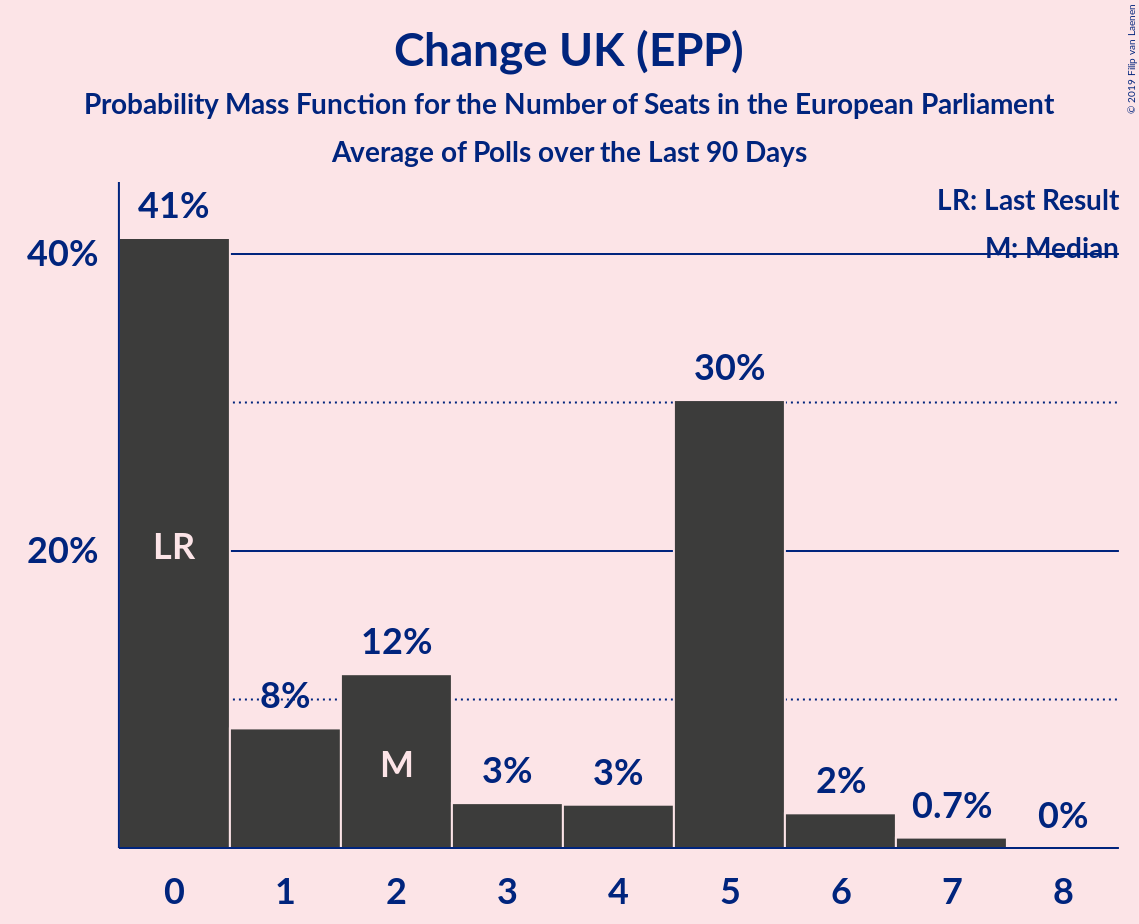 Change UK (EPP)
Probability Mass Function for the Number of Seats in the European Parliament
Average of Polls over the Last 90 Days
© 2019 Filip van Laenen
LR: Last Result
M: Median
41%
40%
30%
20%
LR
12%
8%
M
3%
3%
2%
0.7%
0%
0 1 2 3 4 5 6 7 8